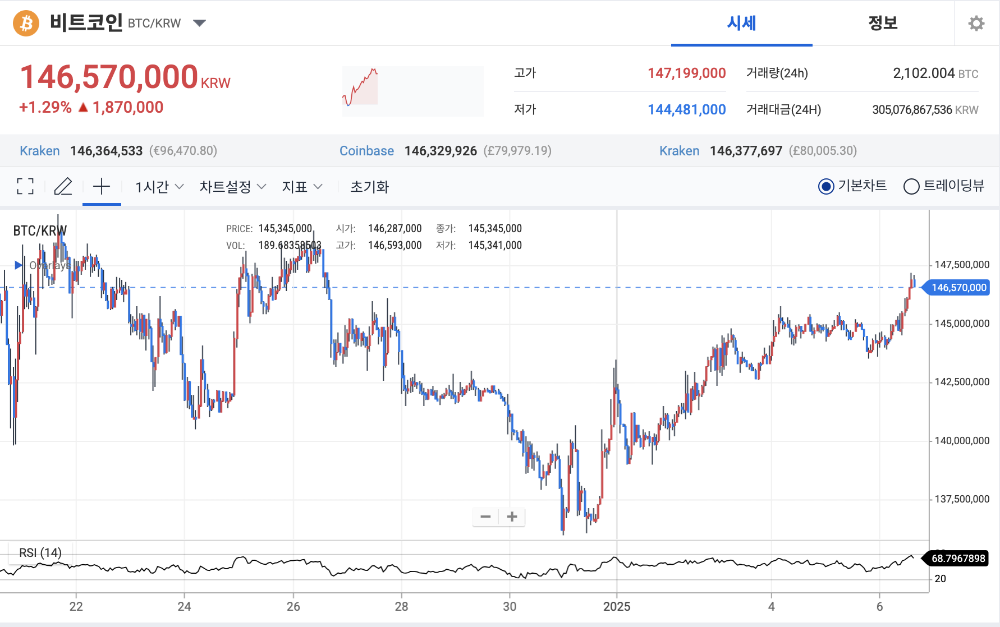 비트코인 BTC/KRW
시세
정보
146,570,000 KRW
+1.29% ▲ 1,870,000
고가 147,199,000
거래량(24h) 2,102.004 BTC
저가 144,481,000
거래대금(24H) 305,076,867,536 KRW
Kraken 146,364,533 (€96,470.80)
Coinbase 146,329,926 (£79,979.19)
Kraken 146,377,697 (£80,005.30)
1시간 차트설정 지표 초기화
기본차트 트레이딩뷰
BTC/KRW
PRICE: 145,345,000 시가: 146,287,000 종가: 145,345,000
VOL: 189.68358503 고가: 146,593,000 저가: 145,341,000
Overlays
147,500,000
146,570,000
145,000,000
142,500,000
140,000,000
137,500,000
RSI (14)
68.7967898
20
22 24 26 28 30 2025 4 6